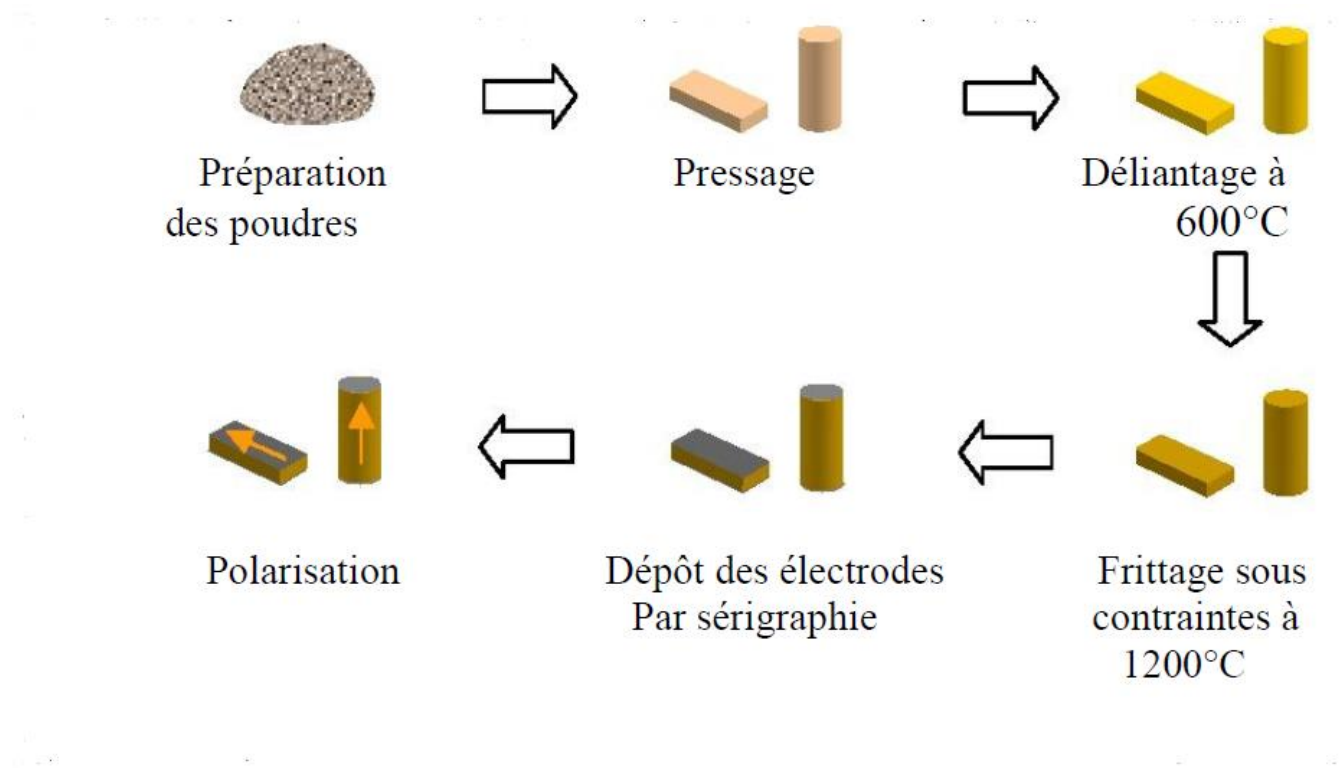 Préparation
des poudres
Pressage
Déliantage à
600°C
Frittage sous
contraintes à
1200°C
Dépôt des électrodes
Par sérigraphie
Polarisation